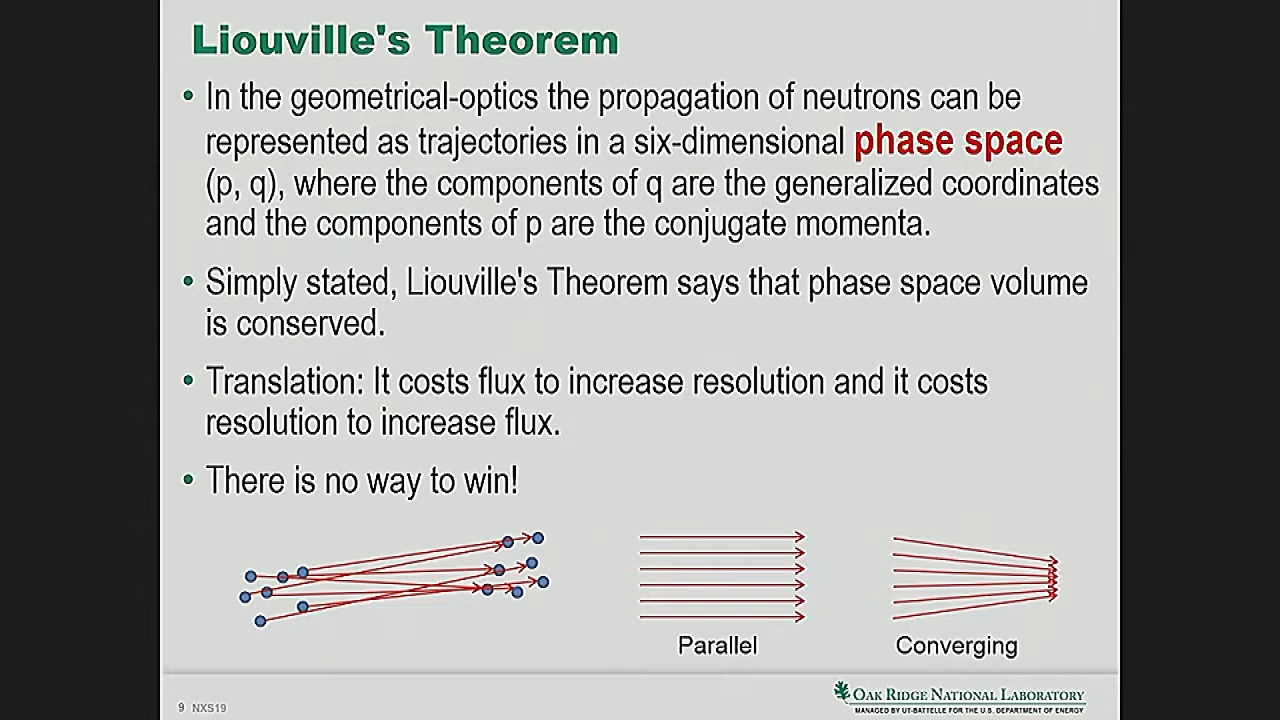 Liouville's Theorem
• In the geometrical-optics the propagation of neutrons can be
represented as trajectories in a six-dimensional phase space
(p, q), where the components of q are the generalized coordinates
and the components of p are the conjugate momenta.
• Simply stated, Liouville's Theorem says that phase space volume
is conserved.
• Translation: It costs flux to increase resolution and it costs
resolution to increase flux.
• There is no way to win!
Parallel
Converging
9 NXS19
OAK RIDGE NATIONAL LABORATORY
MANAGED BY UT-BATTELLE FOR THE U.S. DEPARTMENT OF ENERGY